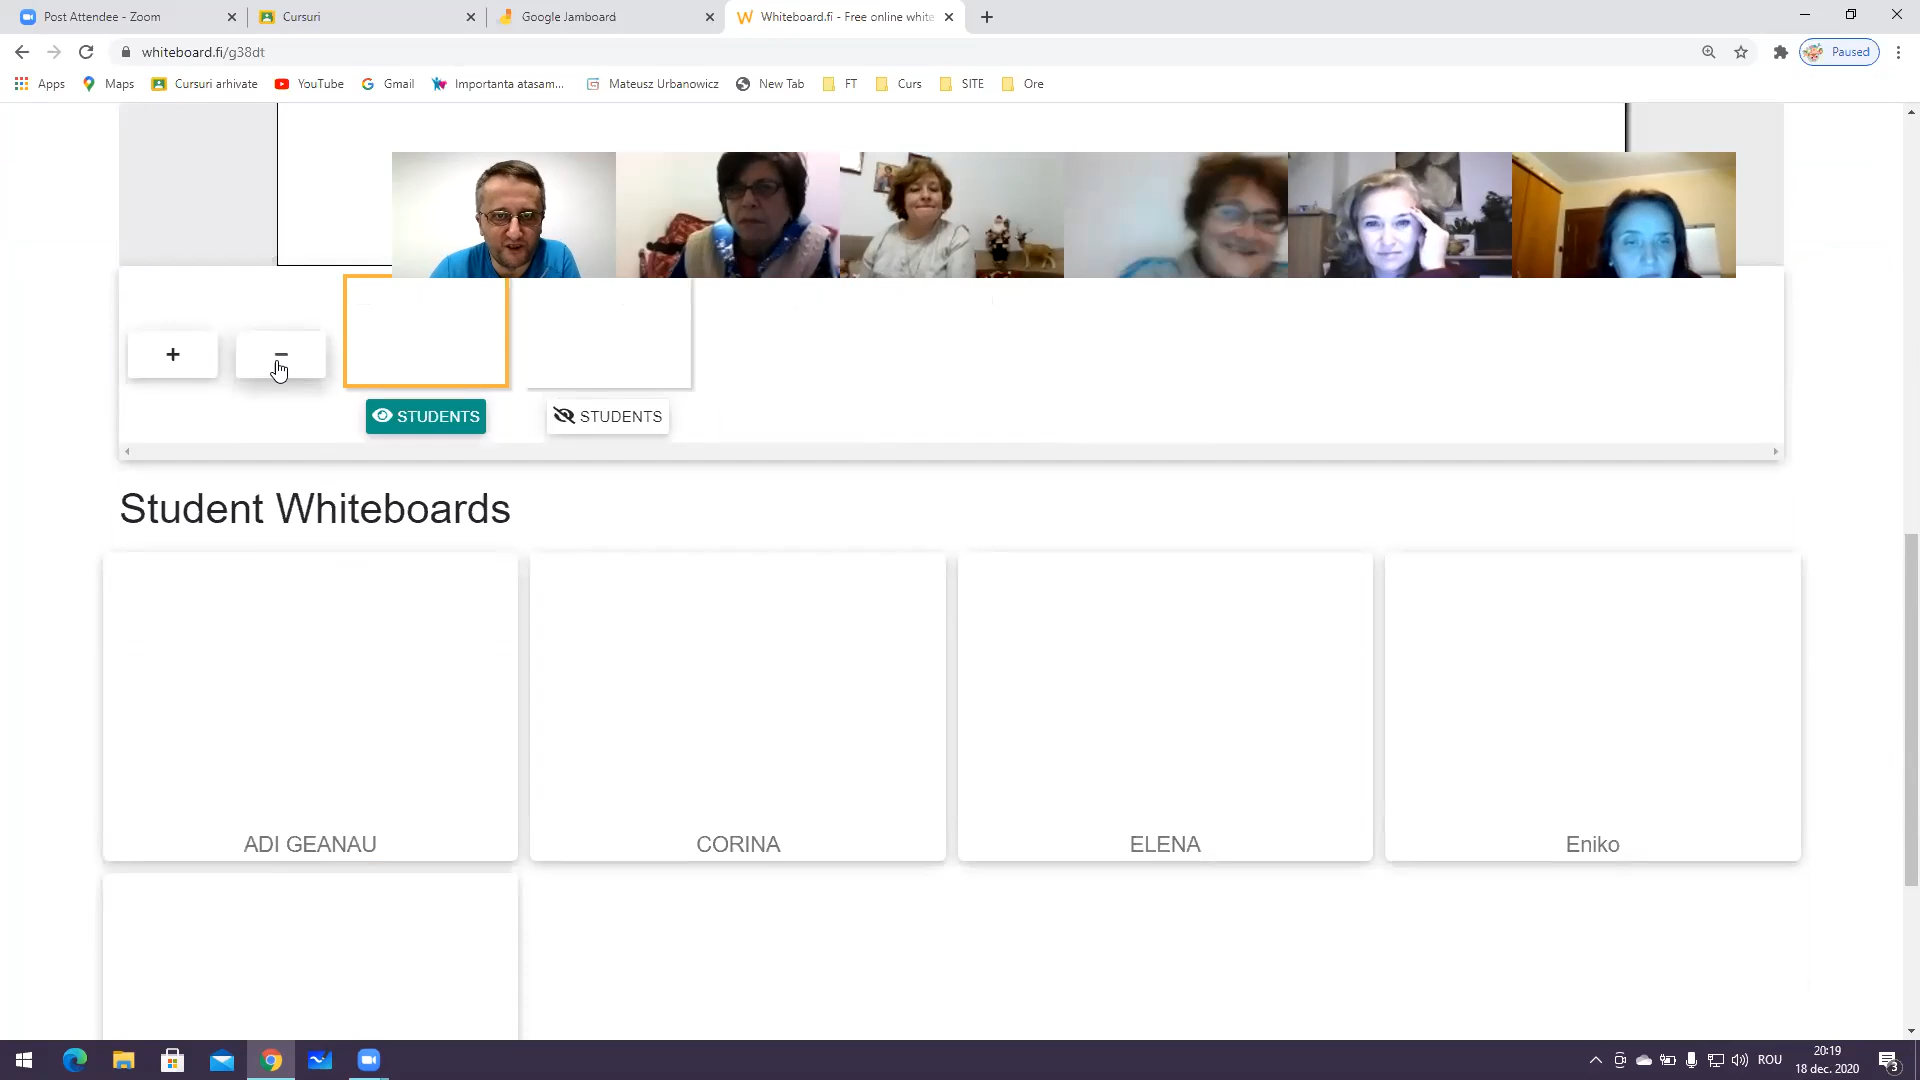 Post Attendee - Zoom
Cursuri
Google Jamboard
Whiteboard.fi - Free online white
whiteboard.fi/g38dt
Paused
Apps
Maps
Cursuri arhivate
YouTube
Gmail
Importanta atasam...
Mateusz Urbanowicz
New Tab
FT
Curs
SITE
Ore
+
−
STUDENTS
STUDENTS
Student Whiteboards
ADI GEANAU
CORINA
ELENA
Eniko
ROU
20:19
18 dec. 2020
3